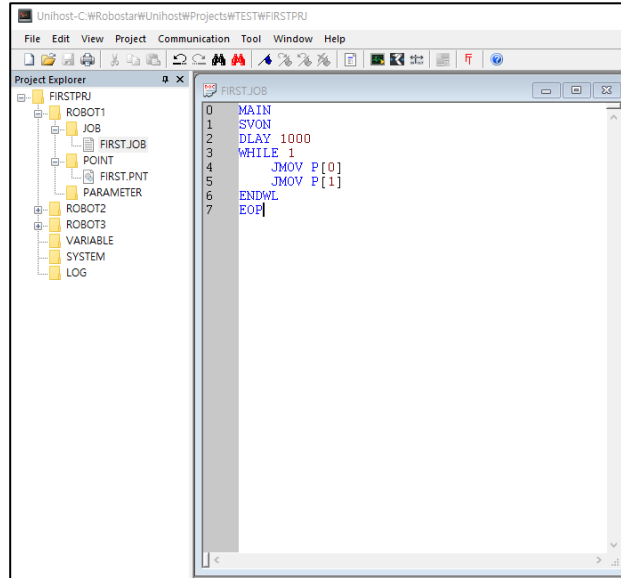 Unihost-C:₩Robostar₩Unihost₩Projects₩TEST₩FIRSTPRJ
File Edit View Project Communication Tool Window Help
Project Explorer
FIRSTPRJ
ROBOT1
JOB
FIRST.JOB
POINT
FIRST.PNT
PARAMETER
ROBOT2
ROBOT3
VARIABLE
SYSTEM
LOG
FIRST.JOB
0 MAIN
1 SVON
2 DLAY 1000
3 WHILE 1
4 JMOV P[0]
5 JMOV P[1]
6 ENDWL
7 EOP